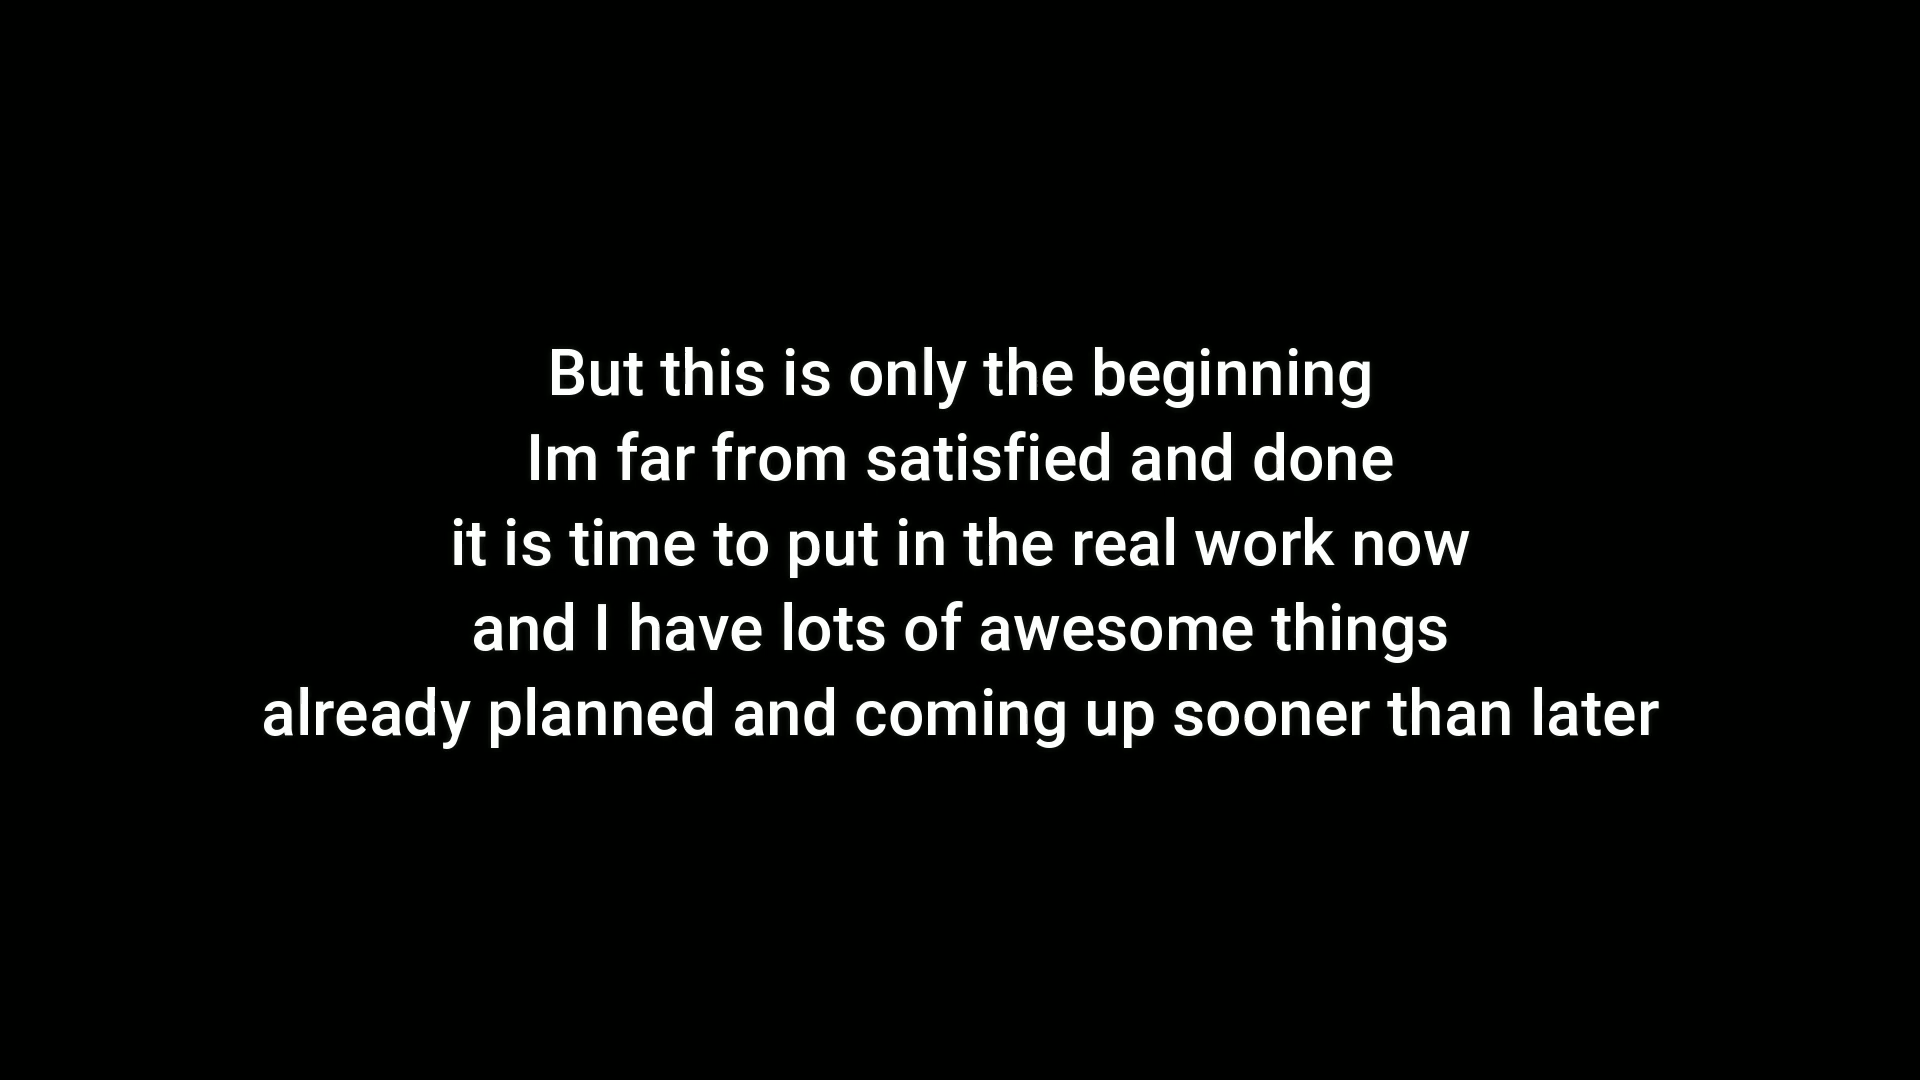 But this is only the beginning
Im far from satisfied and done
it is time to put in the real work now
and I have lots of awesome things
already planned and coming up sooner than later